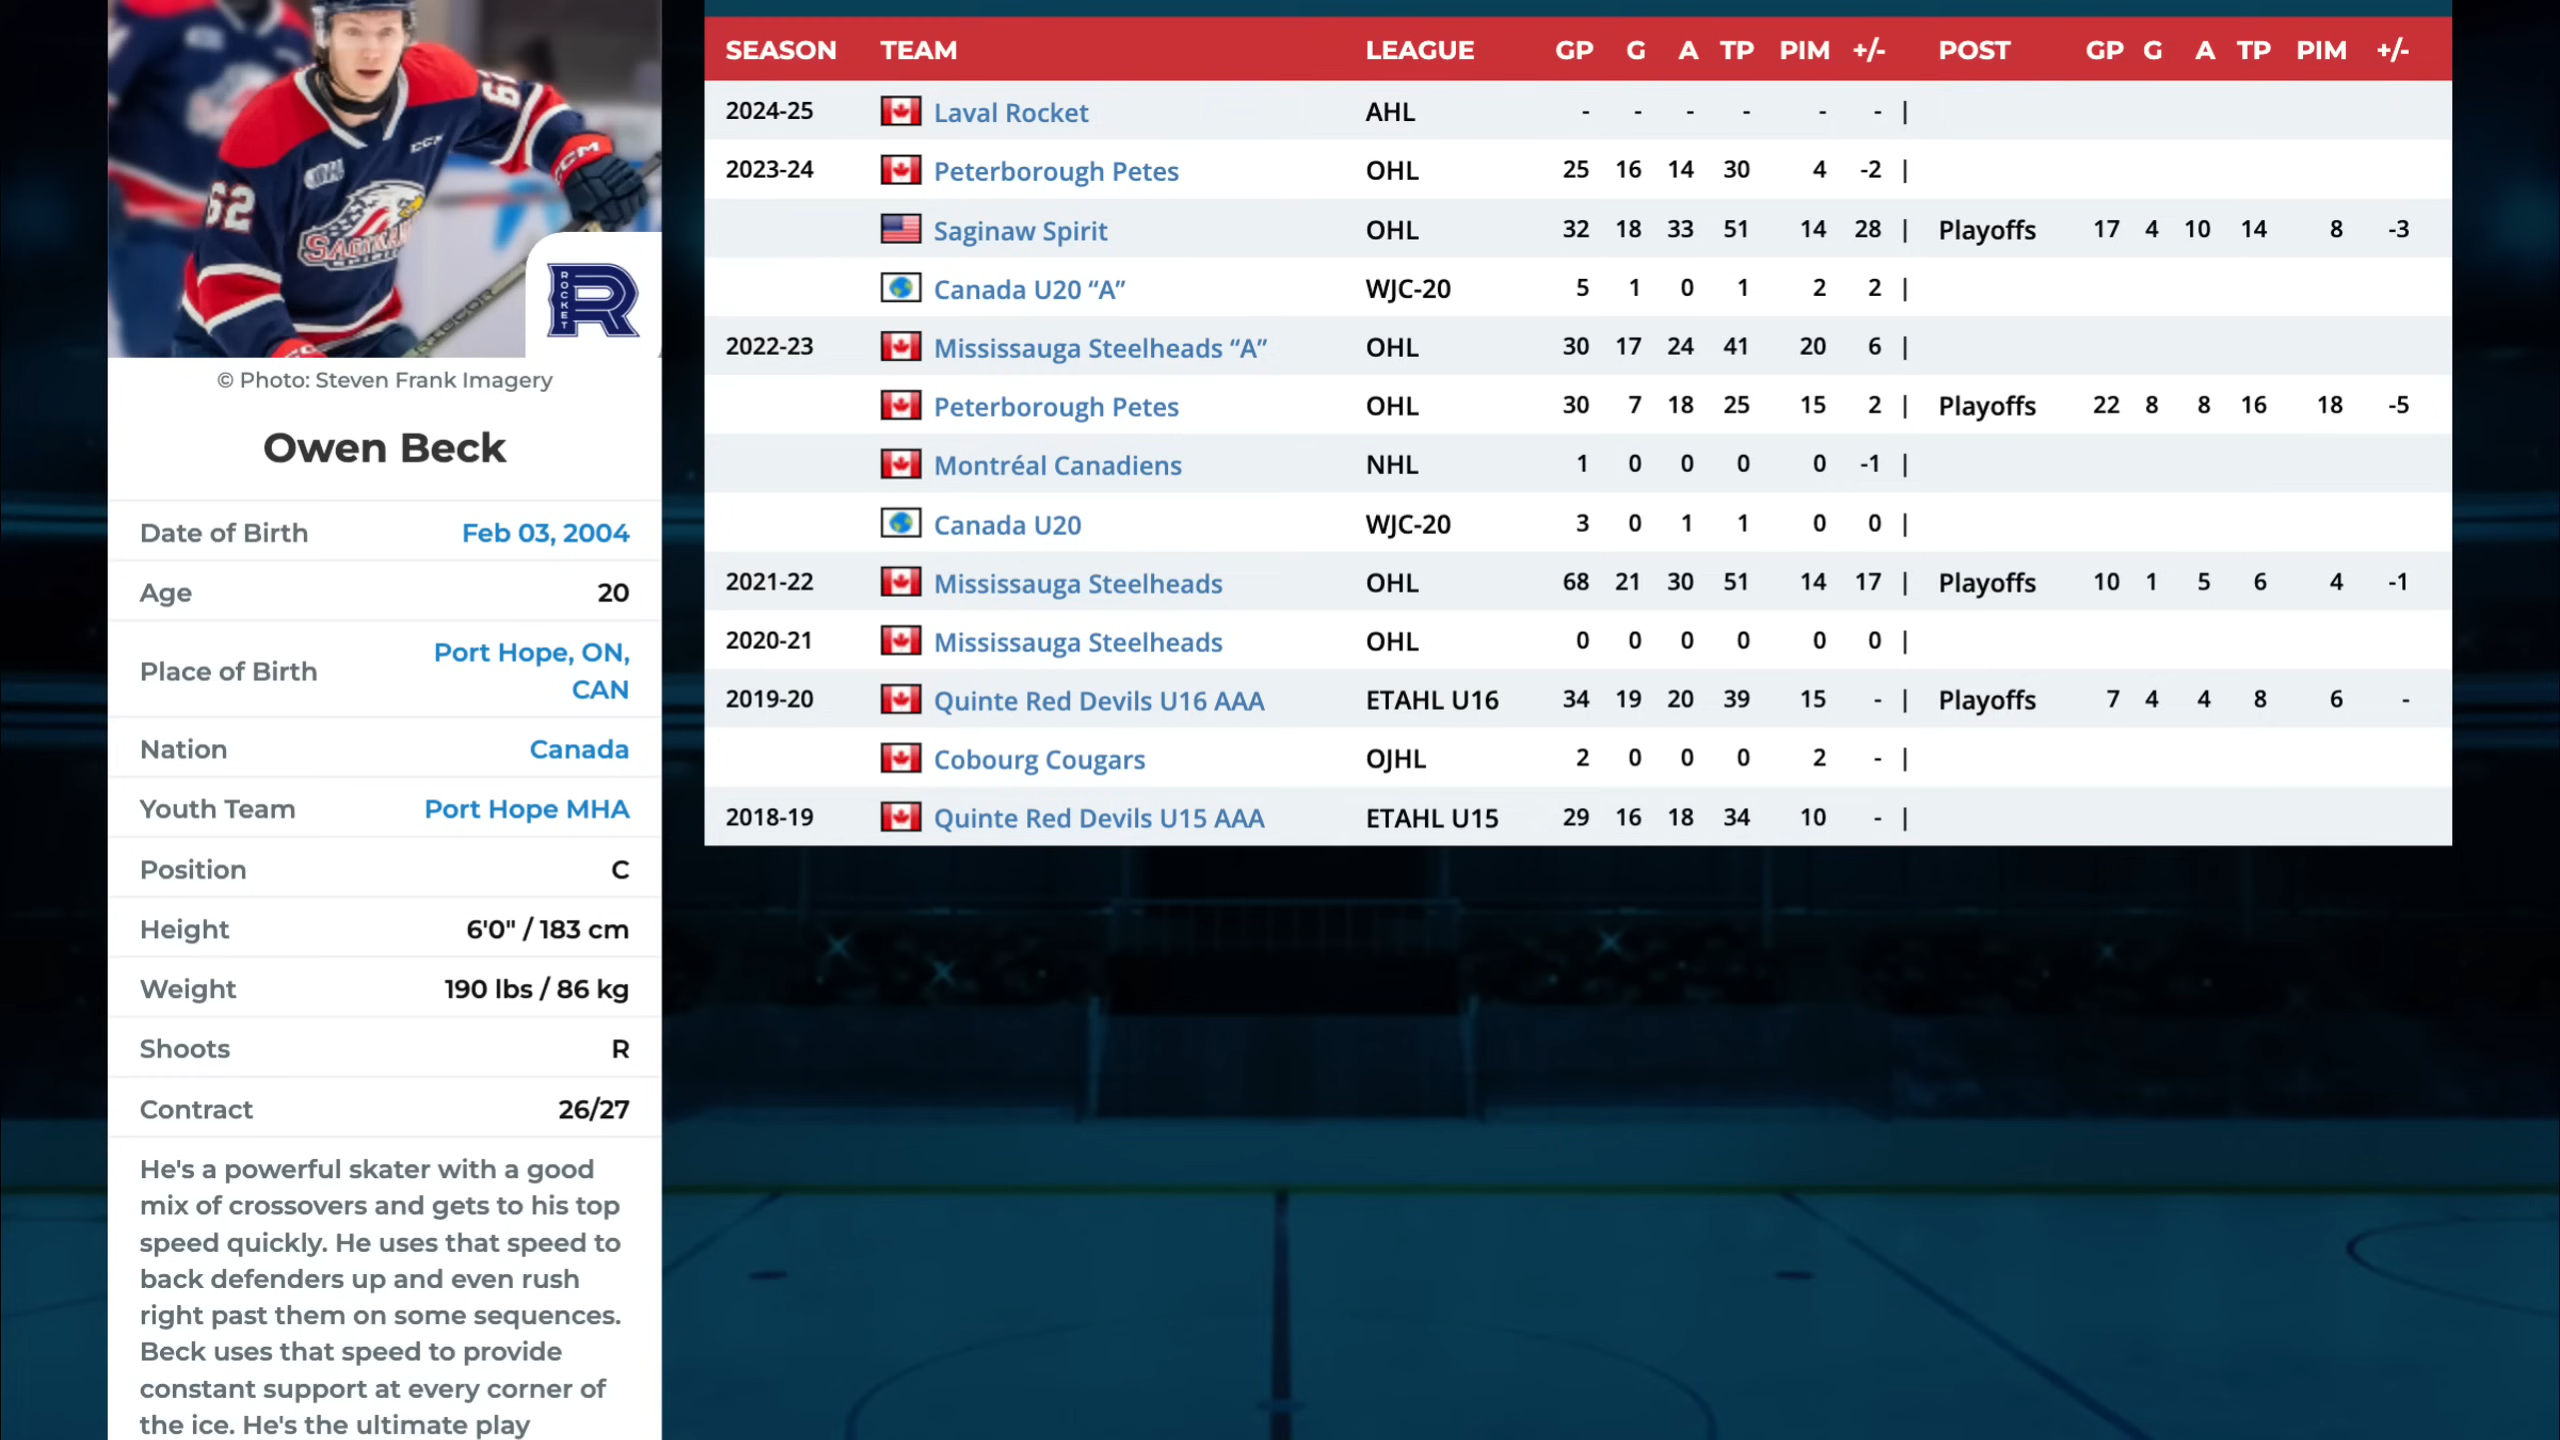 62
62
CCM
CCM
OHL
SAGINAW
SPIRIT
ROCKET
R
© Photo: Steven Frank Imagery
Owen Beck
Date of Birth Feb 03, 2004
Age 20
Place of Birth Port Hope, ON,
CAN
Nation Canada
Youth Team Port Hope MHA
Position C
Height 6'0" / 183 cm
Weight 190 lbs / 86 kg
Shoots R
Contract 26/27
He's a powerful skater with a good
mix of crossovers and gets to his top
speed quickly. He uses that speed to
back defenders up and even rush
right past them on some sequences.
Beck uses that speed to provide
constant support at every corner of
the ice. He's the ultimate play
SEASON TEAM LEAGUE GP G A TP PIM +/- POST GP G A TP PIM +/-
2024-25 Laval Rocket AHL - - - - - - |
2023-24 Peterborough Petes OHL 25 16 14 30 4 -2 |
Saginaw Spirit OHL 32 18 33 51 14 28 | Playoffs 17 4 10 14 8 -3
Canada U20 “A” WJC-20 5 1 0 1 2 2 |
2022-23 Mississauga Steelheads “A” OHL 30 17 24 41 20 6 |
Peterborough Petes OHL 30 7 18 25 15 2 | Playoffs 22 8 8 16 18 -5
Montréal Canadiens NHL 1 0 0 0 0 -1 |
Canada U20 WJC-20 3 0 1 1 0 0 |
2021-22 Mississauga Steelheads OHL 68 21 30 51 14 17 | Playoffs 10 1 5 6 4 -1
2020-21 Mississauga Steelheads OHL 0 0 0 0 0 0 |
2019-20 Quinte Red Devils U16 AAA ETAHL U16 34 19 20 39 15 - | Playoffs 7 4 4 8 6 -
Cobourg Cougars OJHL 2 0 0 0 2 - |
2018-19 Quinte Red Devils U15 AAA ETAHL U15 29 16 18 34 10 - |